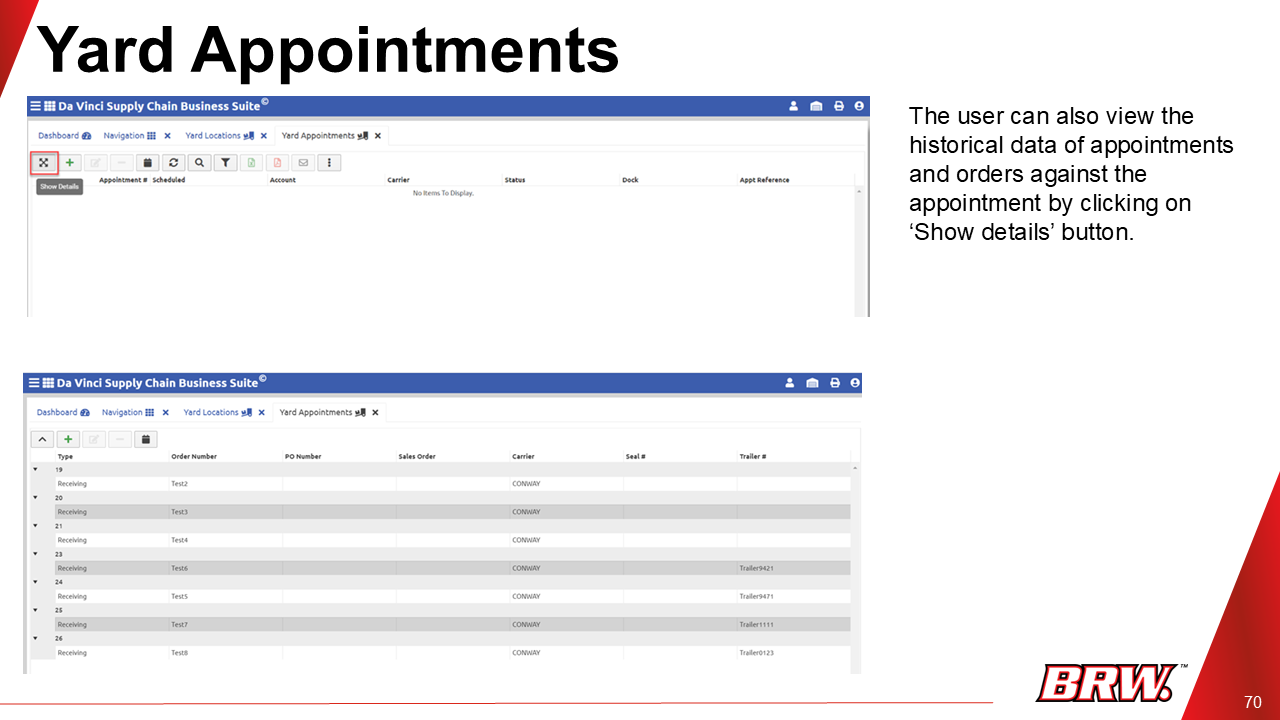 Yard Appointments
Da Vinci Supply Chain Business Suite©
Dashboard Navigation Yard Locations Yard Appointments
Show Details
Appointment # Scheduled Account Carrier Status Dock Appt Reference
No Items To Display.
The user can also view the
historical data of appointments
and orders against the
appointment by clicking on
‘Show details’ button.
Da Vinci Supply Chain Business Suite©
Dashboard Navigation Yard Locations Yard Appointments
Type Order Number PO Number Sales Order Carrier Seal # Trailer #
19
Receiving Test2 CONWAY
20
Receiving Test3 CONWAY
21
Receiving Test4 CONWAY
23
Receiving Test6 CONWAY Trailer9421
24
Receiving Test5 CONWAY Trailer9471
25
Receiving Test7 CONWAY Trailer1111
26
Receiving Test8 CONWAY Trailer0123
BRW.™
70